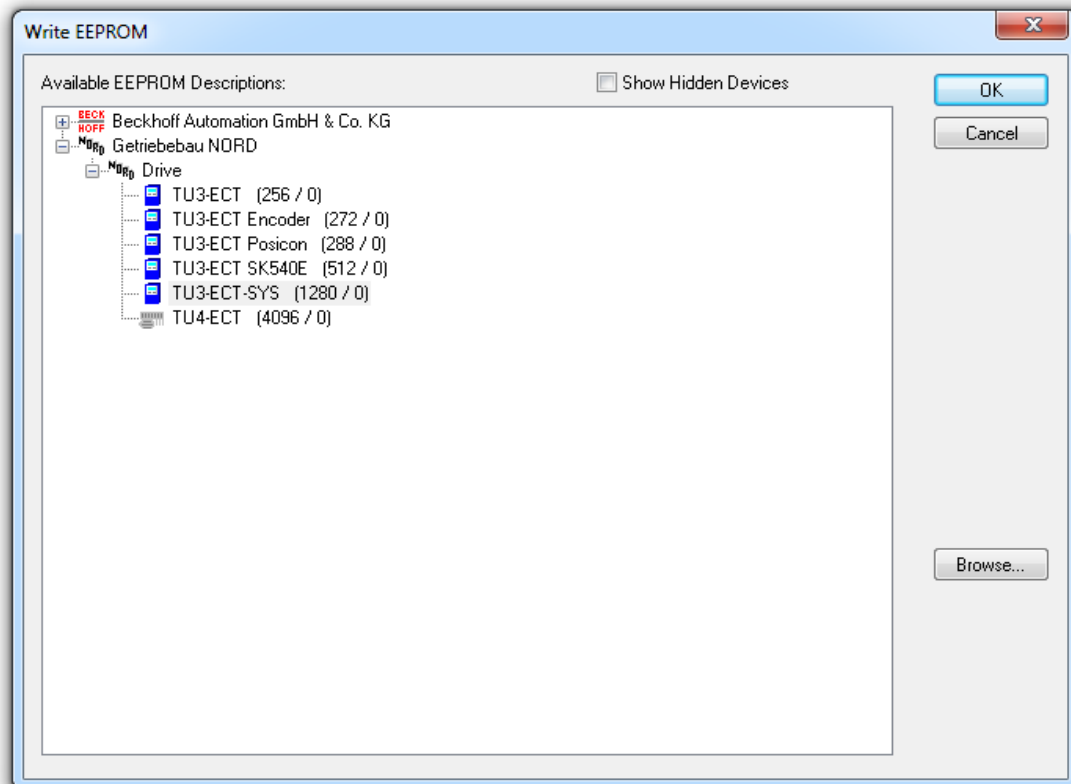 Write EEPROM
Available EEPROM Descriptions:
Show Hidden Devices
OK
Cancel
BECK
HOFF
Beckhoff Automation GmbH & Co. KG
NORD Getriebebau NORD
NORD Drive
TU3-ECT (256 / 0)
TU3-ECT Encoder (272 / 0)
TU3-ECT Posicon (288 / 0)
TU3-ECT SK540E (512 / 0)
TU3-ECT-SYS (1280 / 0)
TU4-ECT (4096 / 0)
Browse...